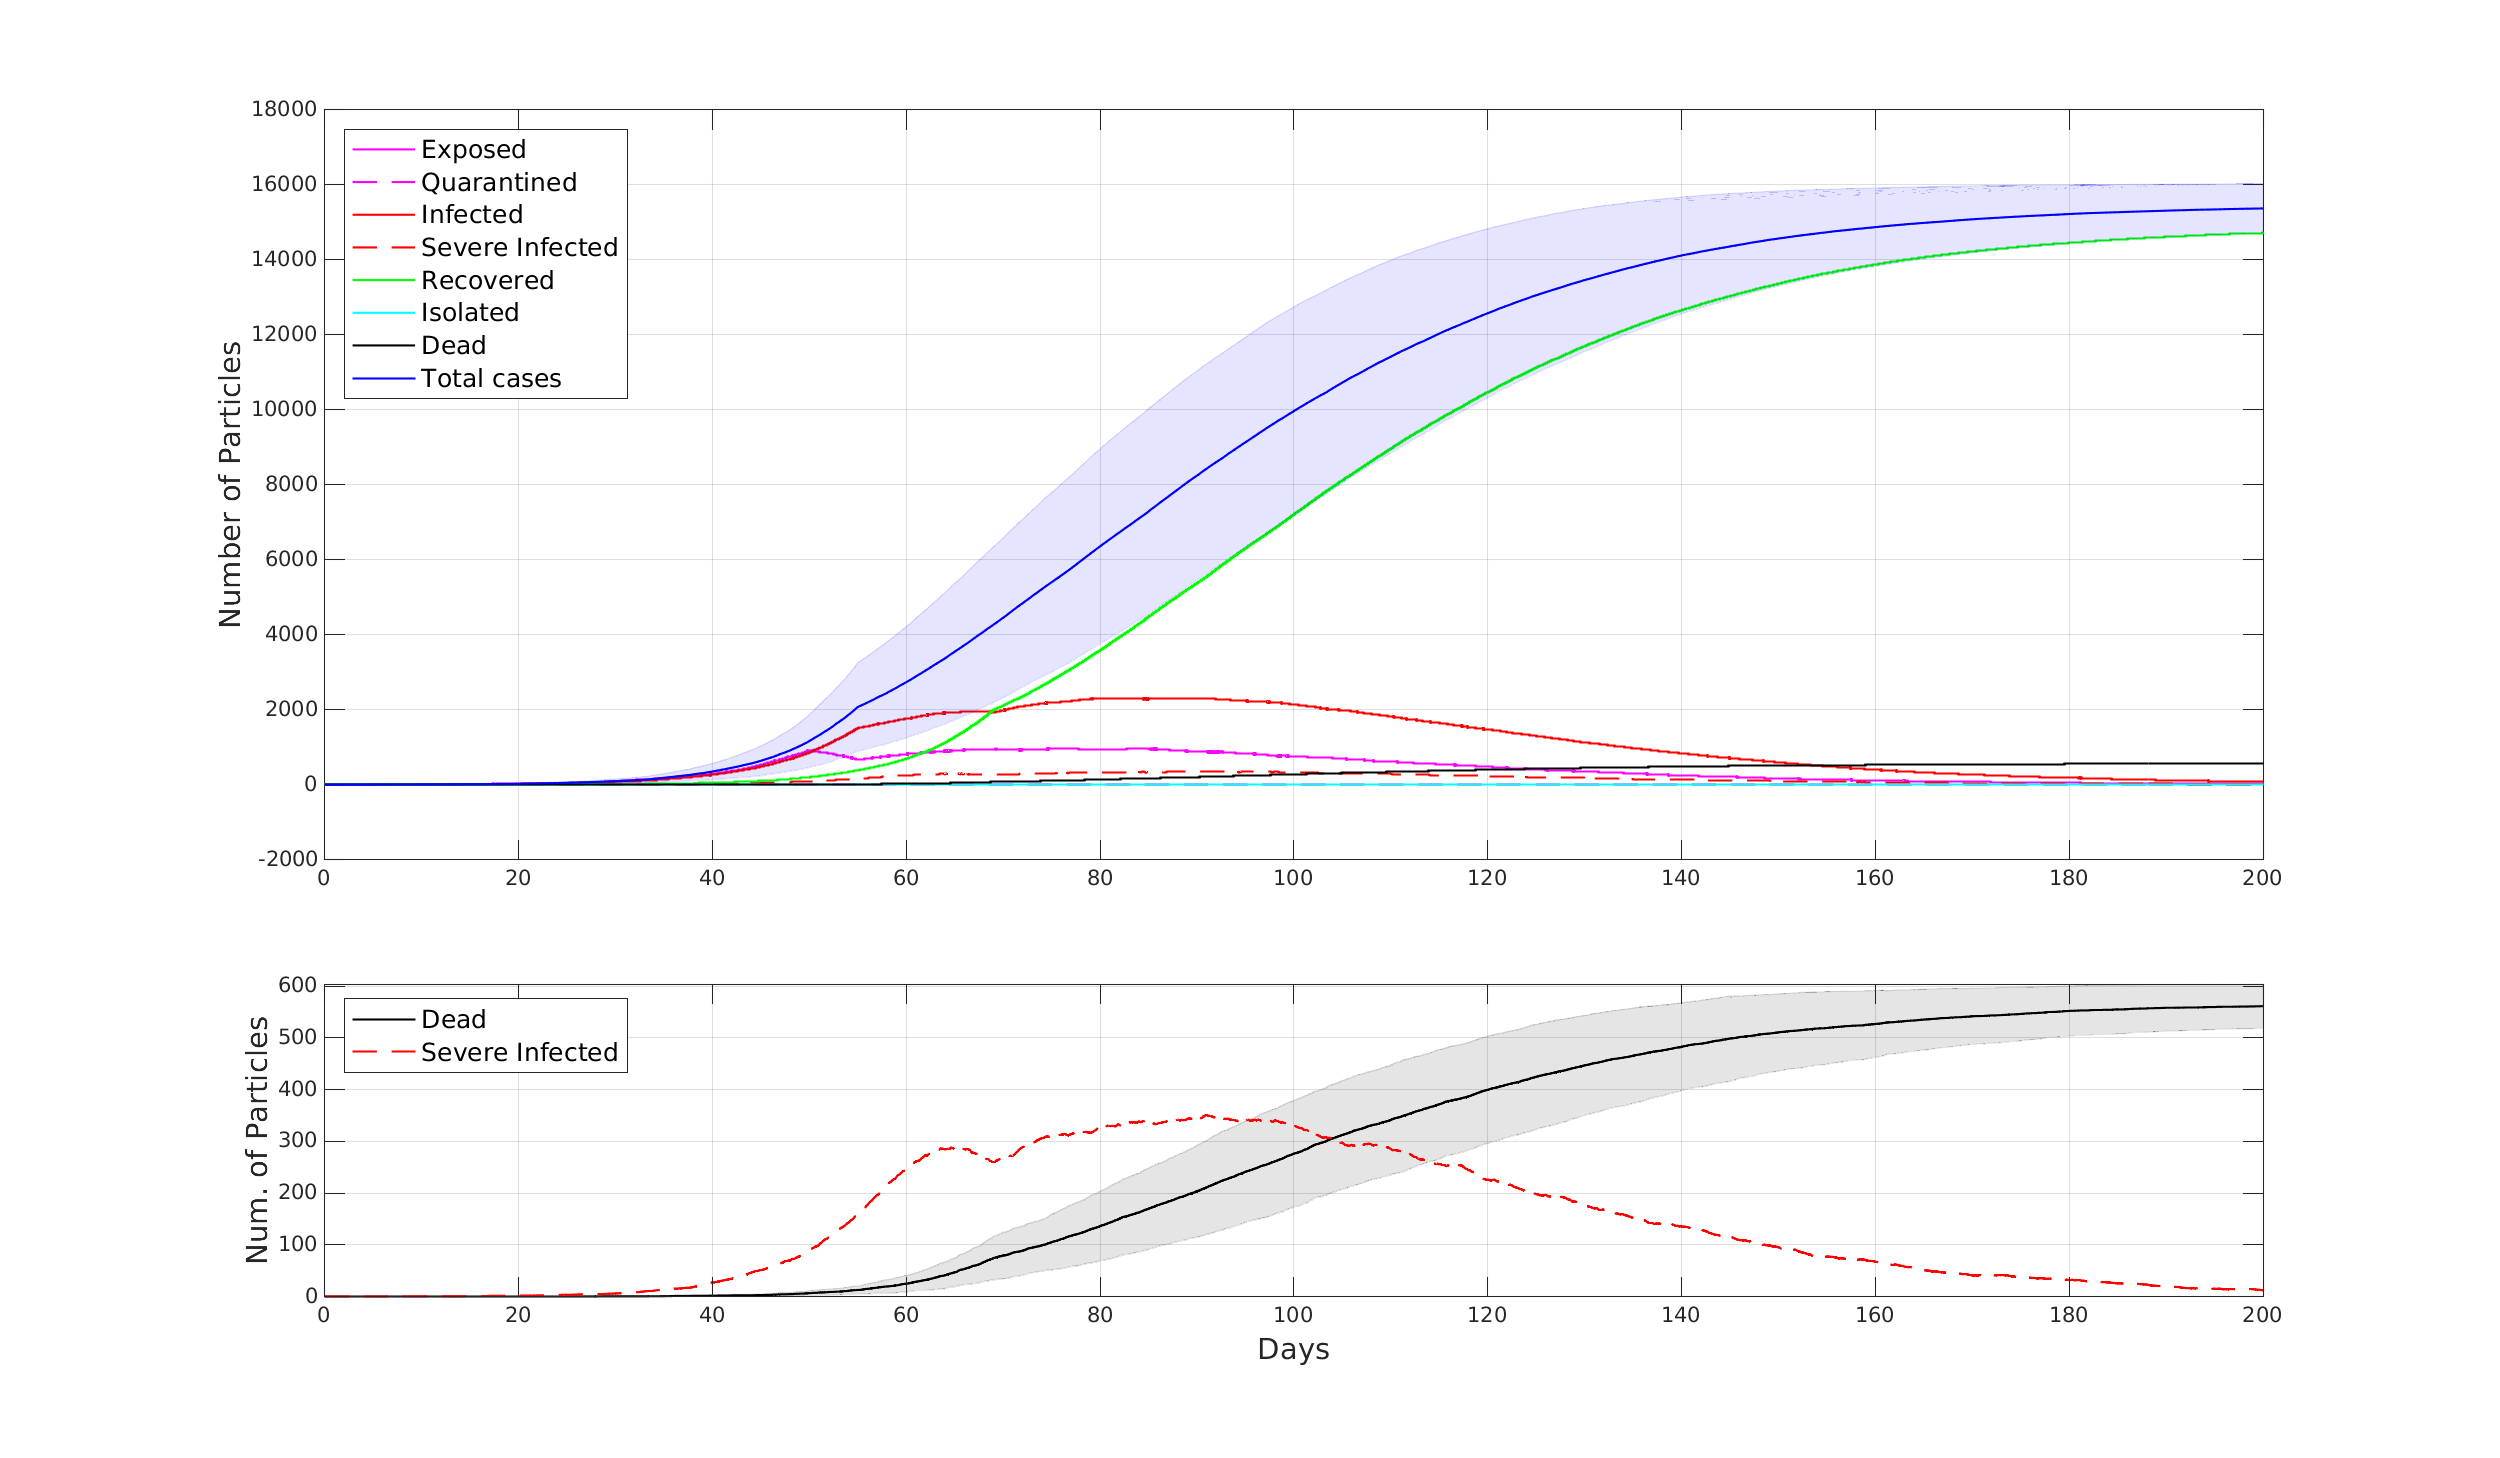 18000
16000
14000
12000
10000
8000
6000
4000
2000
0
-2000
Number of Particles
Exposed
Quarantined
Infected
Severe Infected
Recovered
Isolated
Dead
Total cases
0 20 40 60 80 100 120 140 160 180 200
600
500
400
300
200
100
0
Num. of Particles
Dead
Severe Infected
0 20 40 60 80 100 120 140 160 180 200
Days